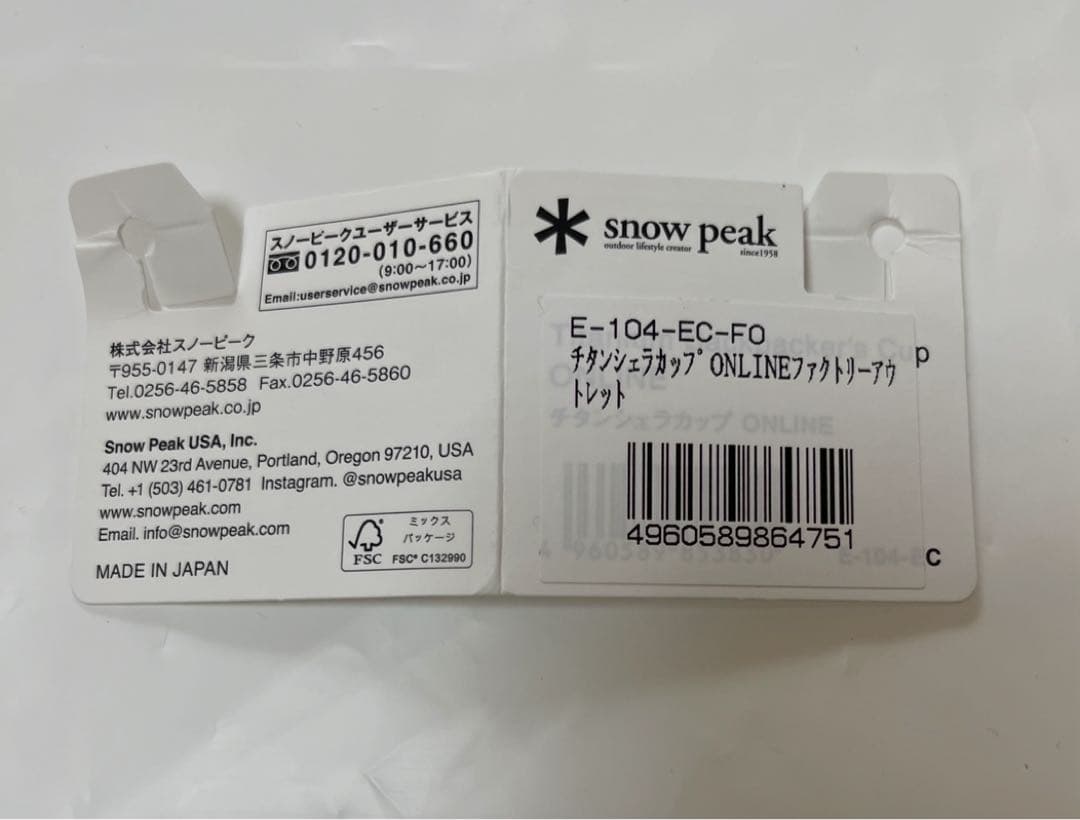 スノーピークユーザーサービス
0120-010-660
(9:00〜17:00)
Email:userservice@snowpeak.co.jp
株式会社スノーピーク
〒955-0147 新潟県三条市中野原456
Tel.0256-46-5858 Fax.0256-46-5860
www.snowpeak.co.jp
Snow Peak USA, Inc.
404 NW 23rd Avenue, Portland, Oregon 97210, USA
Tel. +1 (503) 461-0781 Instagram. @snowpeakusa
www.snowpeak.com
Email. info@snowpeak.com
MADE IN JAPAN
ミックス
パッケージ
FSC FSC® C132990
snow peak
outdoor lifestyle creator
since1958
E-104-EC-FO
チタンシェラカップONLINEファクトリーアウ
トレット
4960589864751
packer's Cup
ONLINE
チタンシェラカップ ONLINE
E-104-EC